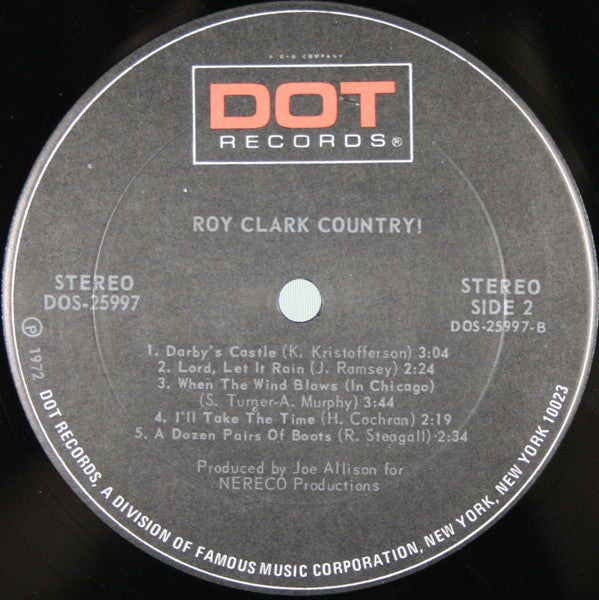 A G+W COMPANY
DOT
RECORDS®
ROY CLARK COUNTRY!
STEREO
DOS-25997
STEREO
SIDE 2
DOS-25997-B
1. Darby's Castle (K. Kristofferson) 3:04
2. Lord, Let It Rain (J. Ramsey) 2:24
3. When The Wind Blows (In Chicago)
(S. Turner-A. Murphy) 3:44
4. I'll Take The Time (H. Cochran) 2:19
5. A Dozen Pairs Of Boots (R. Steagall) 2:34
Produced by Joe Allison for
NERECO Productions
℗ 1972 DOT RECORDS, A DIVISION OF FAMOUS MUSIC CORPORATION, NEW YORK, NEW YORK 10023